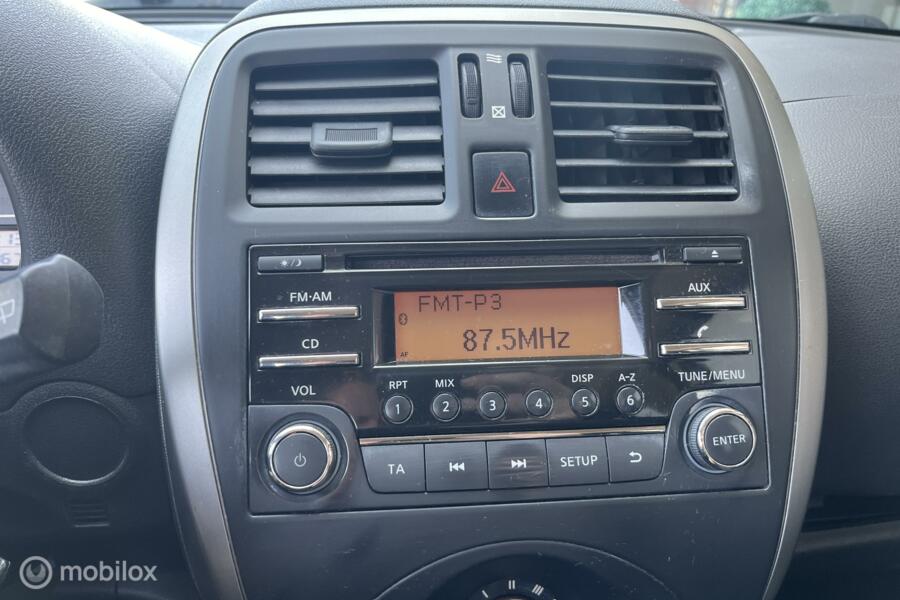 FM·AM
CD
VOL
FMT-P3
87.5MHz
AF
AUX
TUNE/MENU
RPT
MIX
DISP
A-Z
1
2
3
4
5
6
TA
SETUP
ENTER
mobilox